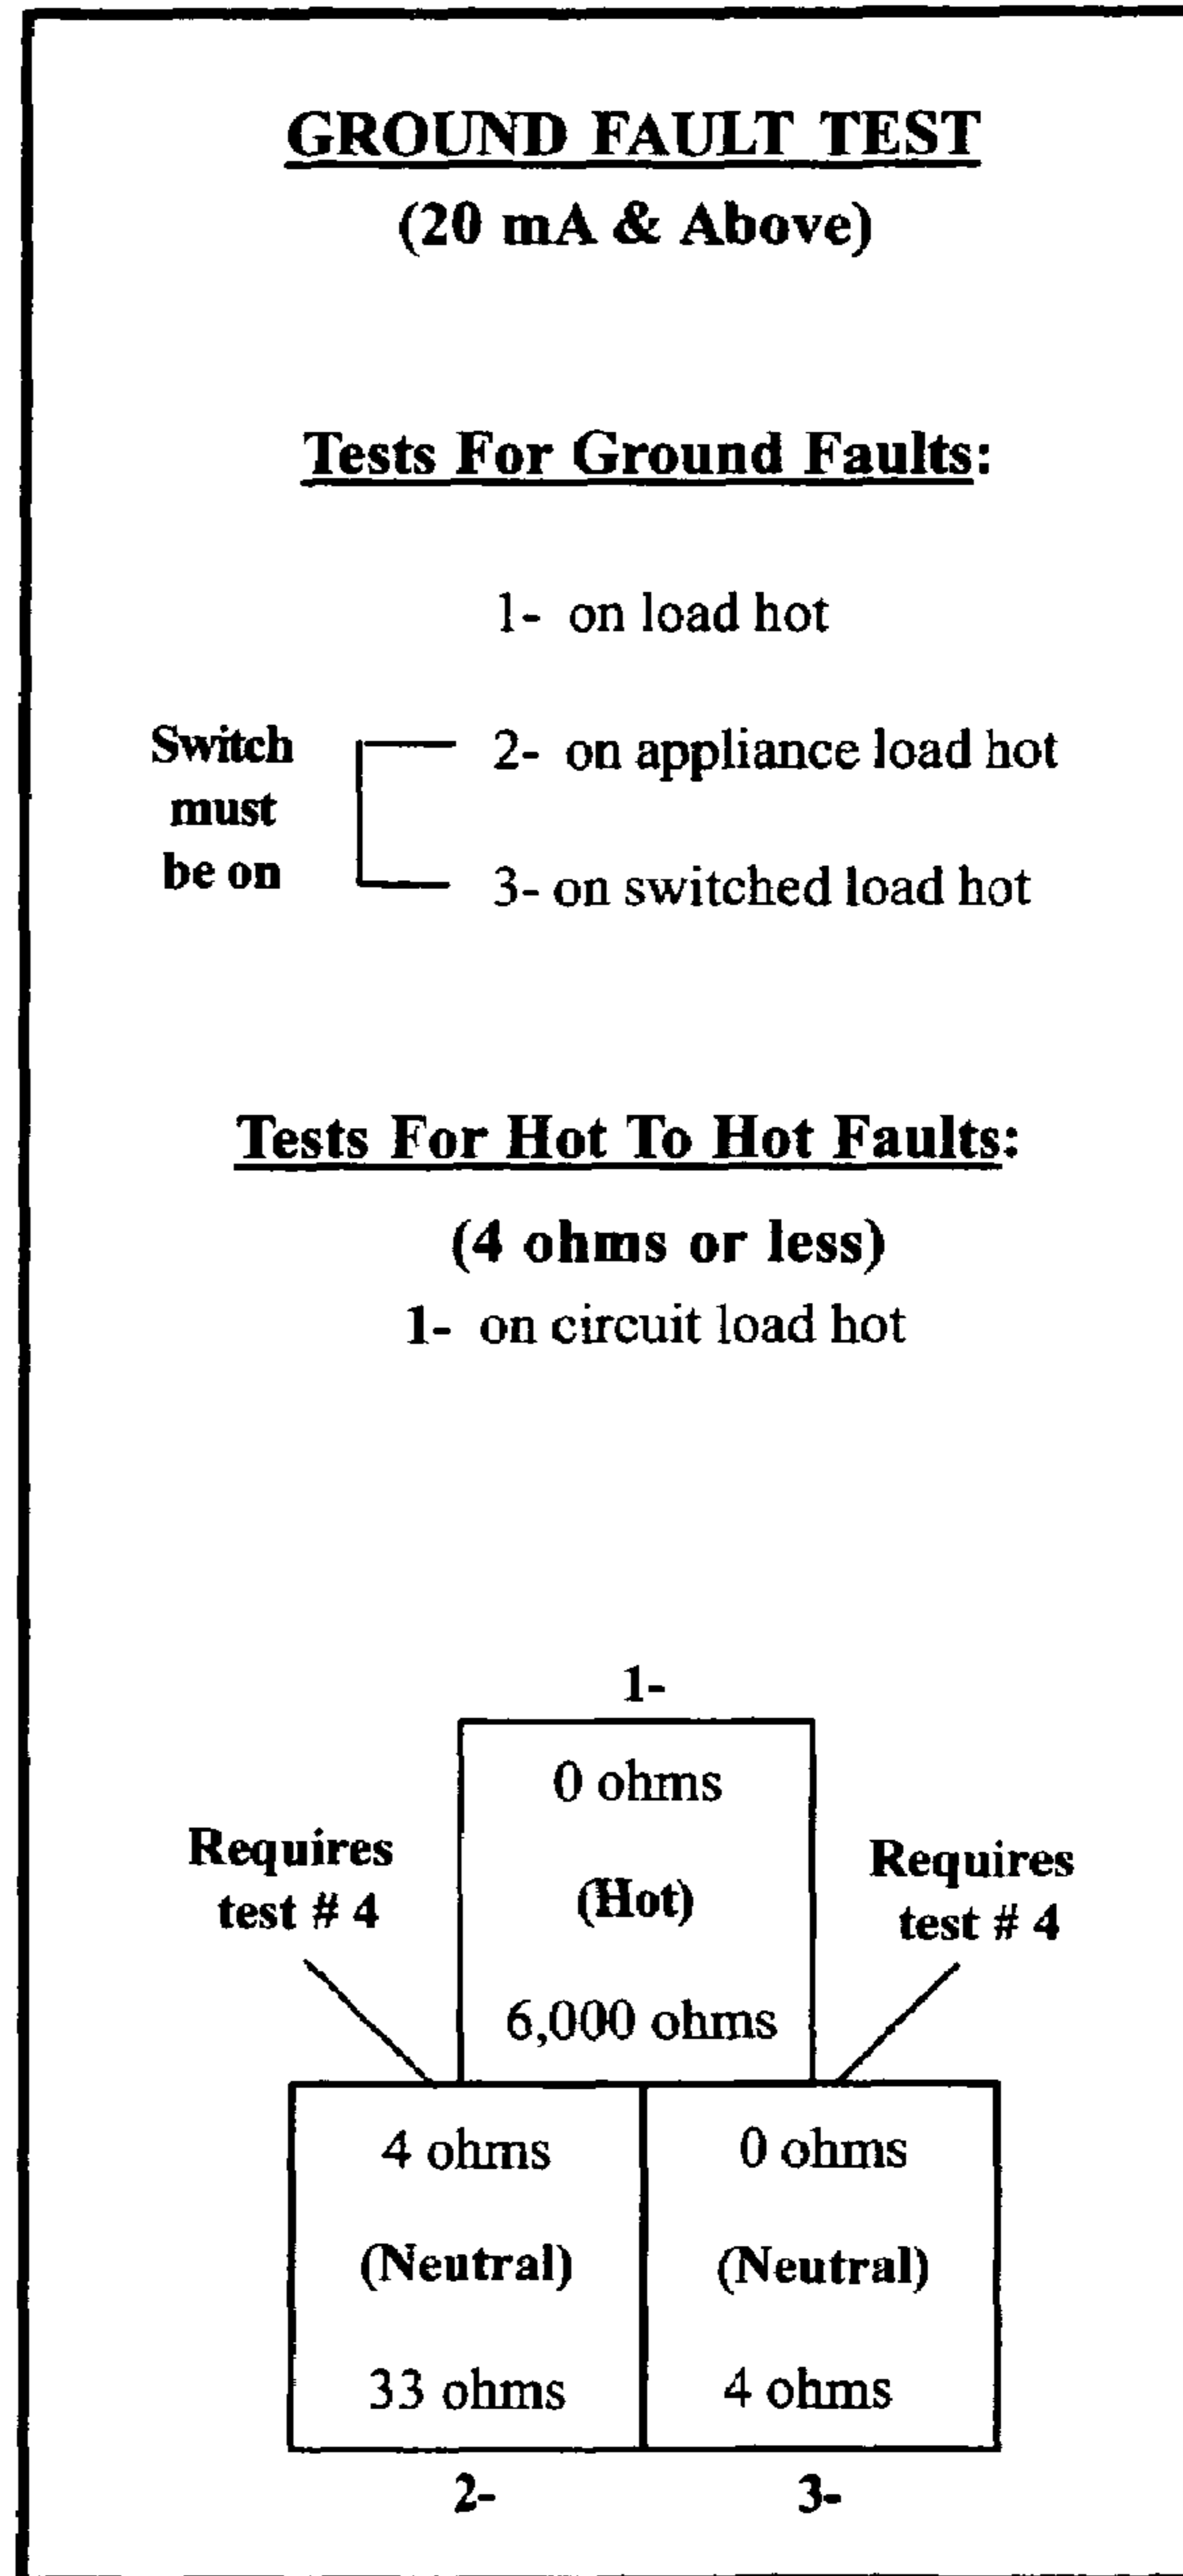 GROUND FAULT TEST
(20 mA & Above)
Tests For Ground Faults:
1- on load hot
Switch
must
be on
2- on appliance load hot
3- on switched load hot
Tests For Hot To Hot Faults:
(4 ohms or less)
1- on circuit load hot
1-
0 ohms
(Hot)
6,000 ohms
Requires
test # 4
Requires
test # 4
4 ohms
(Neutral)
33 ohms
0 ohms
(Neutral)
4 ohms
2-
3-